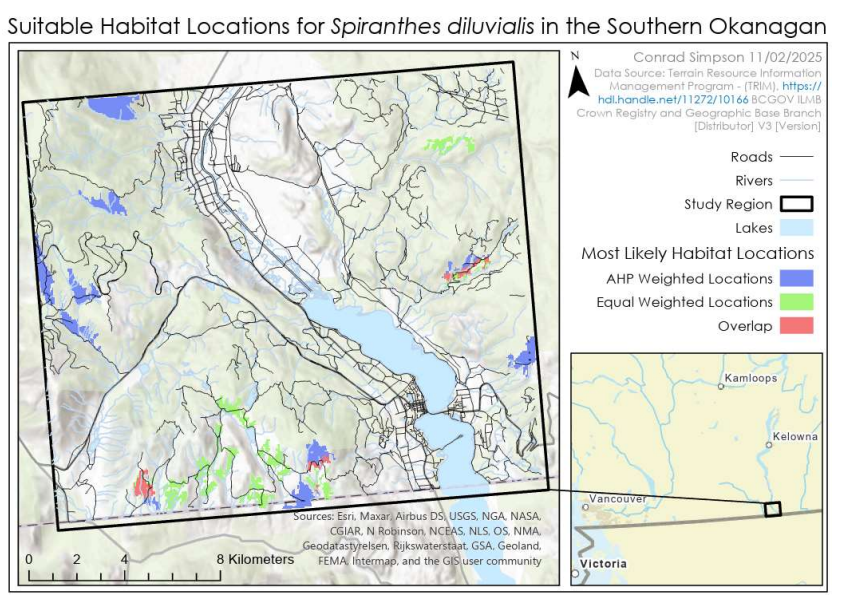 Suitable Habitat Locations for Spiranthes diluvialis in the Southern Okanagan
N
Conrad Simpson 11/02/2025
Data Source: Terrain Resource Information
Management Program - (TRIM), https://
hdl.handle.net/11272/10166 BCGOV ILMB
Crown Registry and Geographic Base Branch
[Distributor] V3 [Version]
Roads
Rivers
Study Region
Lakes
Most Likely Habitat Locations
AHP Weighted Locations
Equal Weighted Locations
Overlap
Kamloops
Kelowna
Vancouver
Victoria
Sources: Esri, Maxar, Airbus DS, USGS, NGA, NASA,
CGIAR, N Robinson, NCEAS, NLS, OS, NMA,
Geodatastyrelsen, Rijkswaterstaat, GSA, Geoland,
FEMA, Intermap, and the GIS user community
0 2 4 8 Kilometers